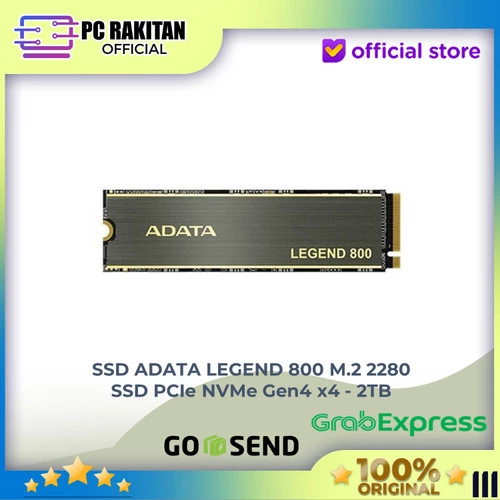 PC RAKITAN
OFFICIAL
official store
ADATA
LEGEND 800
SSD ADATA LEGEND 800 M.2 2280
SSD PCIe NVMe Gen4 x4 - 2TB
GrabExpress
GO SEND
100%
ORIGINAL